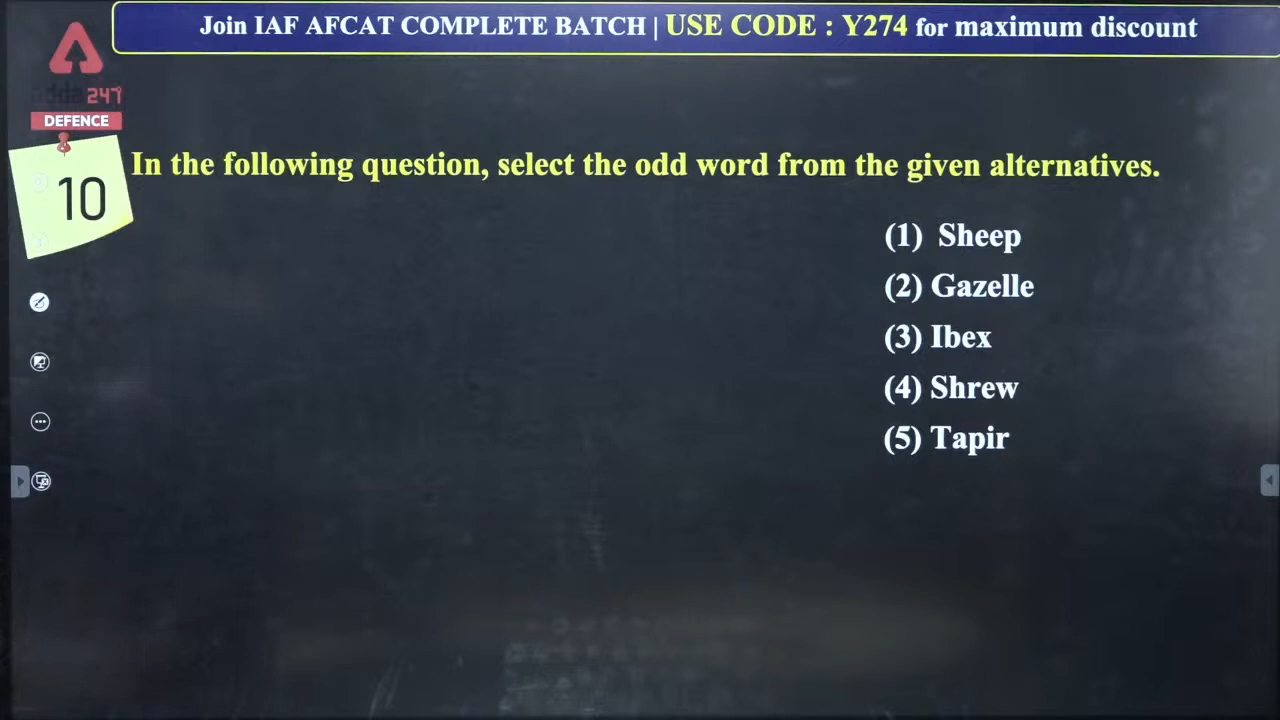 Join IAF AFCAT COMPLETE BATCH | USE CODE : Y274 for maximum discount
adda247
DEFENCE
10
In the following question, select the odd word from the given alternatives.
(1) Sheep
(2) Gazelle
(3) Ibex
(4) Shrew
(5) Tapir